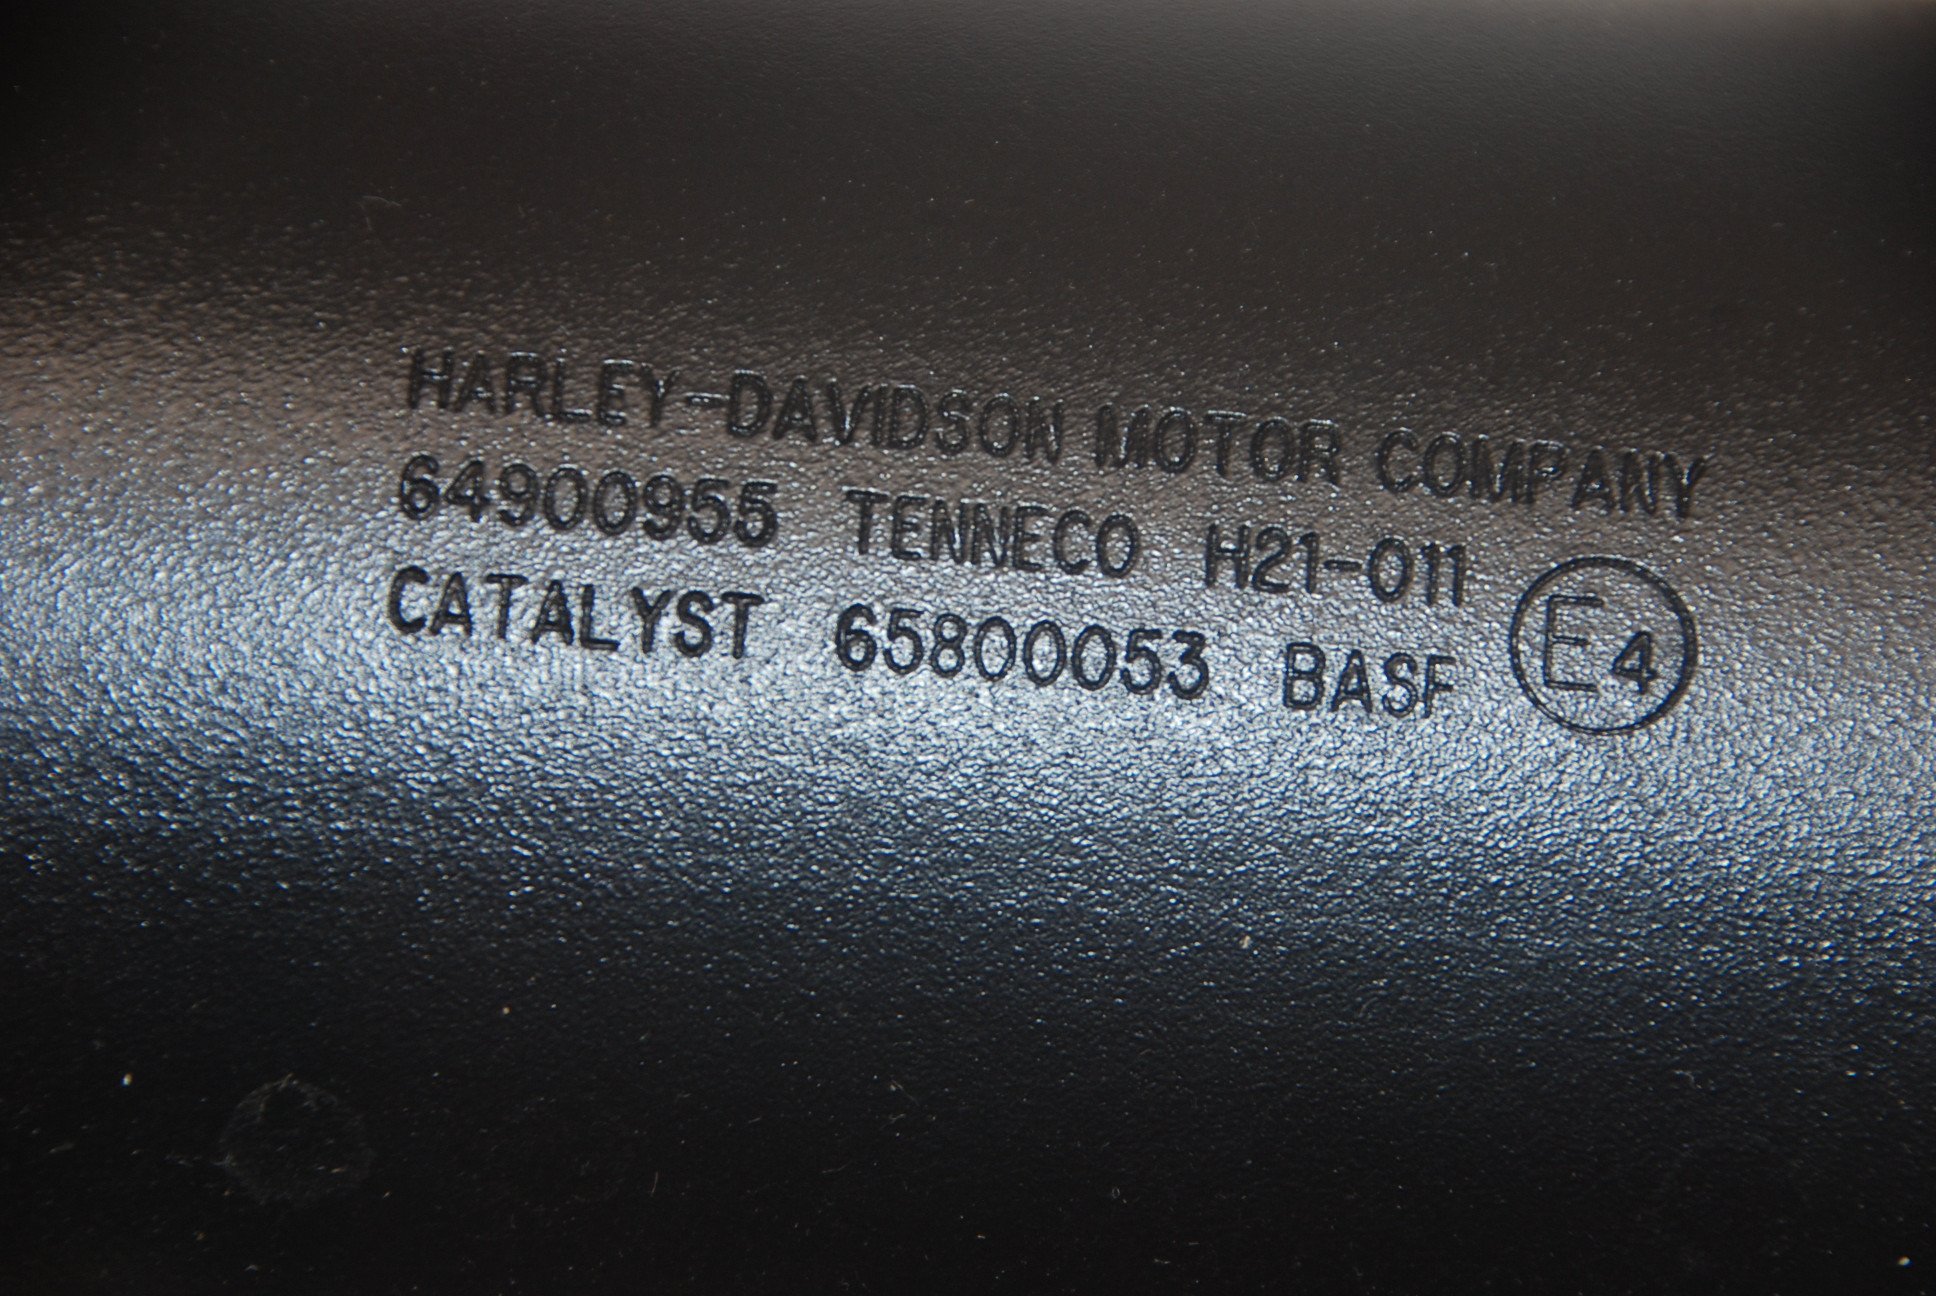 HARLEY-DAVIDSON MOTOR COMPANY
64900955 TENNECO H21-011
CATALYST 65800053 BASF E4